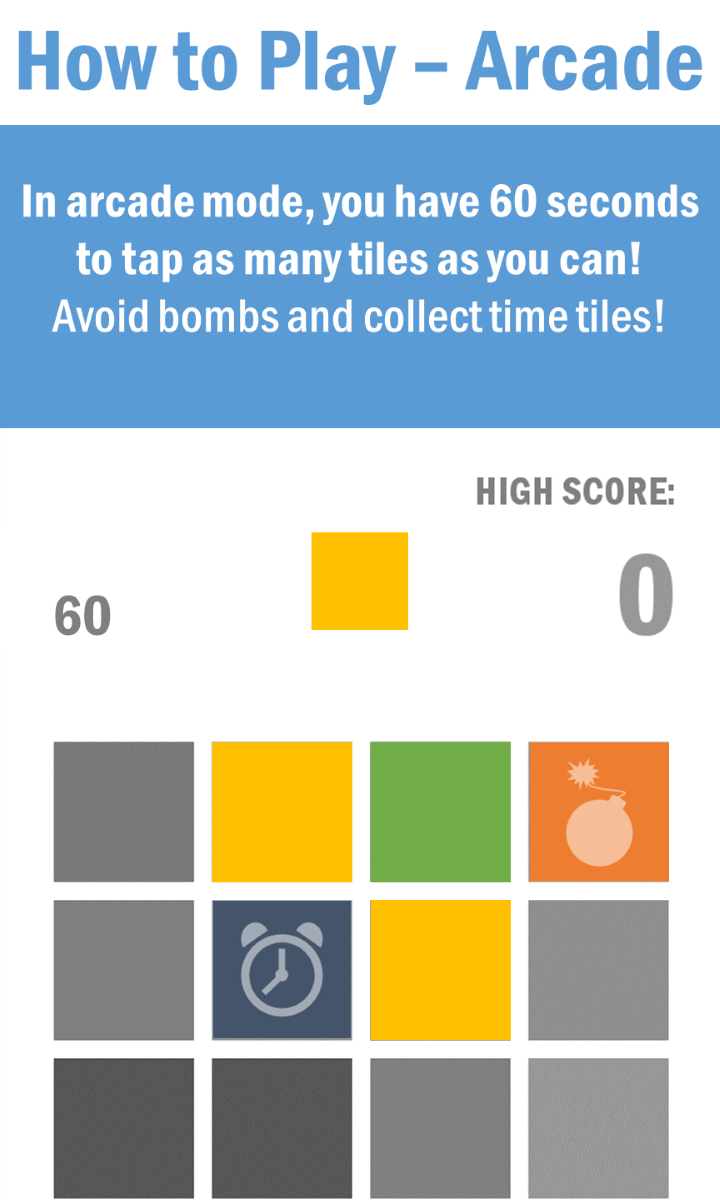 How to Play – Arcade
In arcade mode, you have 60 seconds
to tap as many tiles as you can!
Avoid bombs and collect time tiles!
HIGH SCORE:
60
0